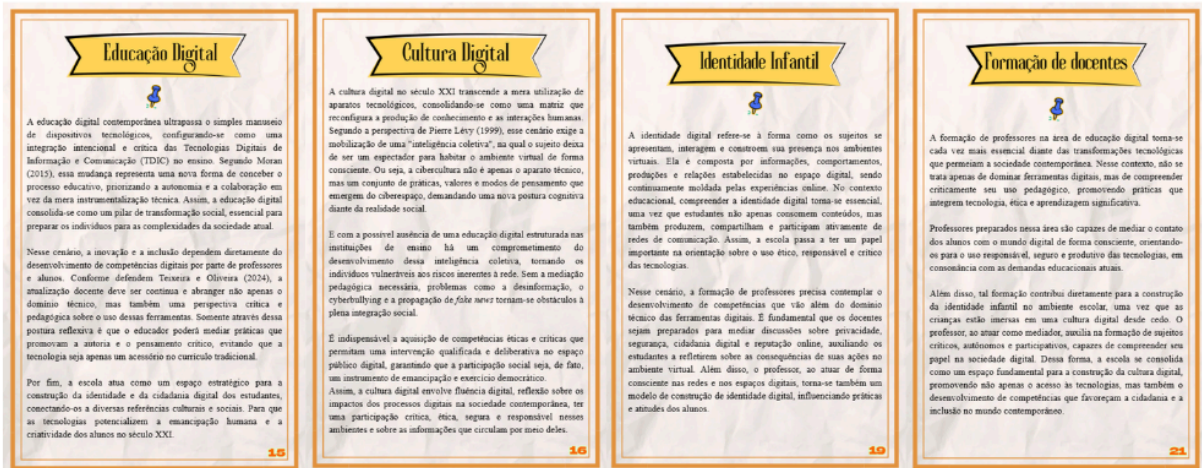 Educação Digital
A educação digital contemporânea ultrapassa o simples manuseio
de dispositivos tecnológicos, configurando-se como uma
integração intencional e crítica das Tecnologias Digitais de
Informação e Comunicação (TDIC) no ensino. Segundo Moran
(2015), essa mudança representa uma nova forma de conceber o
processo educativo, priorizando a autonomia e a colaboração em
vez da mera instrumentalização técnica. Assim, a educação digital
consolida-se como um pilar de transformação social, essencial para
preparar os indivíduos para as complexidades da sociedade atual.
Nesse cenário, a inovação e a inclusão dependem diretamente do
desenvolvimento de competências digitais por parte de professores
e alunos. Conforme defendem Teixeira e Oliveira (2024), a
atualização docente deve ser contínua e abranger não apenas o
domínio técnico, mas também uma perspectiva crítica e
pedagógica sobre o uso dessas ferramentas. Somente através dessa
postura reflexiva é que o educador poderá mediar práticas que
promovam a autoria e o pensamento crítico, evitando que a
tecnologia seja apenas um acessório no currículo tradicional.
Por fim, a escola atua como um espaço estratégico para a
construção da identidade e da cidadania digital dos estudantes,
conectando-os a diversas referências culturais e sociais. Para que
as tecnologias potencializem a emancipação humana e a
criatividade dos alunos no século XXI.
15
Cultura Digital
A cultura digital no século XXI transcende a mera utilização de
aparatos tecnológicos, consolidando-se como uma matriz que
reconfigura a produção de conhecimento e as interações humanas.
Segundo a perspectiva de Pierre Lévy (1999), esse cenário exige a
mobilização de uma "inteligência coletiva", na qual o sujeito deixa
de ser um espectador para habitar o ambiente virtual de forma
consciente. Ou seja, a cibercultura não é apenas o aparato técnico,
mas um conjunto de práticas, valores e modos de pensamento que
emergem do ciberespaço, demandando uma nova postura cognitiva
diante da realidade social.
E com a possível ausência de uma educação digital estruturada nas
instituições de ensino há um comprometimento do
desenvolvimento dessa inteligência coletiva, tornando os
indivíduos vulneráveis aos riscos inerentes à rede. Sem a mediação
pedagógica necessária, problemas como a desinformação, o
cyberbullying e a propagação de fake news tornam-se obstáculos à
plena integração social.
É indispensável a aquisição de competências éticas e críticas que
permitam uma intervenção qualificada e deliberativa no espaço
público digital, garantindo que a participação social seja, de fato,
um instrumento de emancipação e exercício democrático.
Assim, a cultura digital envolve fluência digital, reflexão sobre os
impactos dos processos digitais na sociedade contemporânea, ter
uma participação crítica, ética, segura e responsável nesses
ambientes e sobre as informações que circulam por meio deles.
16
Identidade Infantil
A identidade digital refere-se à forma como os sujeitos se
apresentam, interagem e constroem sua presença nos ambientes
virtuais. Ela é composta por informações, comportamentos,
produções e relações estabelecidas no espaço digital, sendo
continuamente moldada pelas experiências online. No contexto
educacional, compreender a identidade digital torna-se essencial,
uma vez que estudantes não apenas consomem conteúdos, mas
também produzem, compartilham e participam ativamente de
redes de comunicação. Assim, a escola passa a ter um papel
importante na orientação sobre o uso ético, responsável e crítico
das tecnologias.
Nesse cenário, a formação de professores precisa contemplar o
desenvolvimento de competências que vão além do domínio
técnico das ferramentas digitais. É fundamental que os docentes
sejam preparados para mediar discussões sobre privacidade,
segurança, cidadania digital e reputação online, auxiliando os
estudantes a refletirem sobre as consequências de suas ações no
ambiente virtual. Além disso, o professor, ao atuar de forma
consciente nas redes e nos espaços digitais, torna-se também um
modelo de construção de identidade digital, influenciando práticas
e atitudes dos alunos.
19
Formação de docentes
A formação de professores na área de educação digital torna-se
cada vez mais essencial diante das transformações tecnológicas
que permeiam a sociedade contemporânea. Nesse contexto, não se
trata apenas de dominar ferramentas digitais, mas de compreender
criticamente seu uso pedagógico, promovendo práticas que
integrem tecnologia, ética e aprendizagem significativa.
Professores preparados nessa área são capazes de mediar o contato
dos alunos com o mundo digital de forma consciente, orientando-
os para o uso responsável, seguro e produtivo das tecnologias, em
consonância com as demandas educacionais atuais.
Além disso, tal formação contribui diretamente para a construção
da identidade infantil no ambiente escolar, uma vez que as
crianças estão imersas em uma cultura digital desde cedo. O
professor, ao atuar como mediador, auxilia na formação de sujeitos
críticos, autônomos e participativos, capazes de compreender seu
papel na sociedade digital. Dessa forma, a escola se consolida
como um espaço fundamental para a construção da cultura digital,
promovendo não apenas o acesso às tecnologias, mas também o
desenvolvimento de competências que favoreçam a cidadania e a
inclusão no mundo contemporâneo.
21